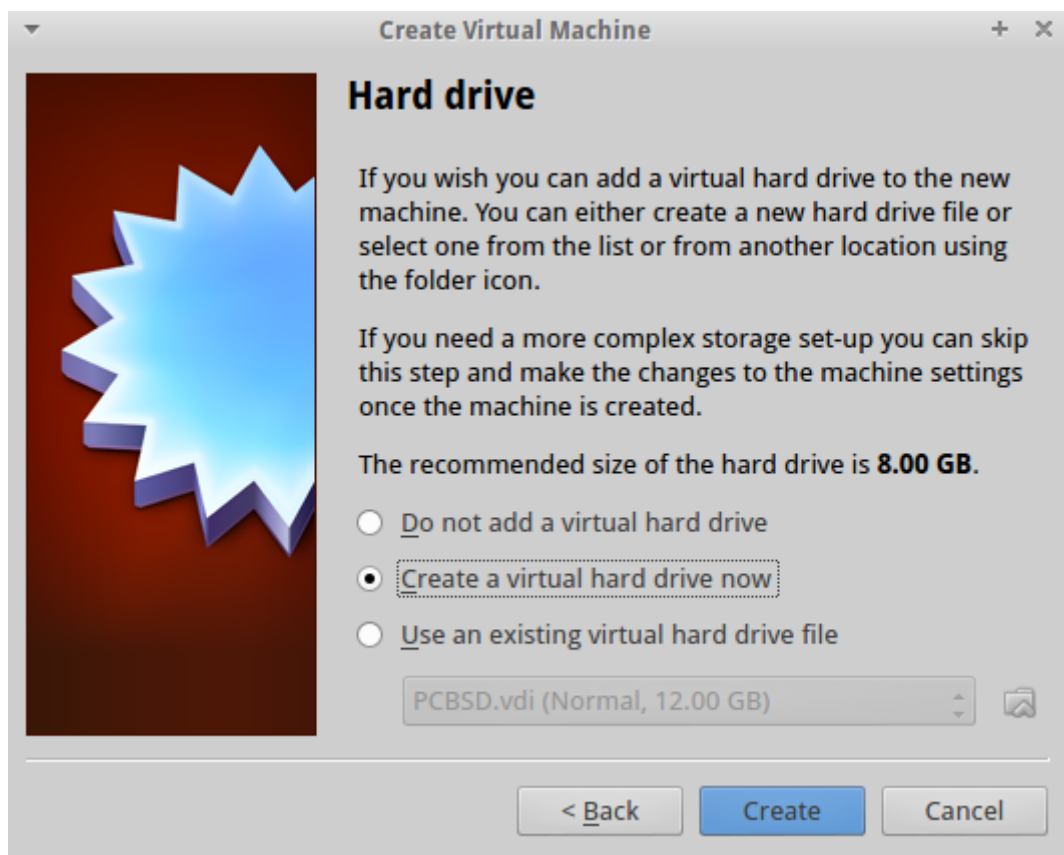 Create Virtual Machine
Hard drive
If you wish you can add a virtual hard drive to the new
machine. You can either create a new hard drive file or
select one from the list or from another location using
the folder icon.
If you need a more complex storage set-up you can skip
this step and make the changes to the machine settings
once the machine is created.
The recommended size of the hard drive is 8.00 GB.
Do not add a virtual hard drive
Create a virtual hard drive now
Use an existing virtual hard drive file
PCBSD.vdi (Normal, 12.00 GB)
< Back Create Cancel